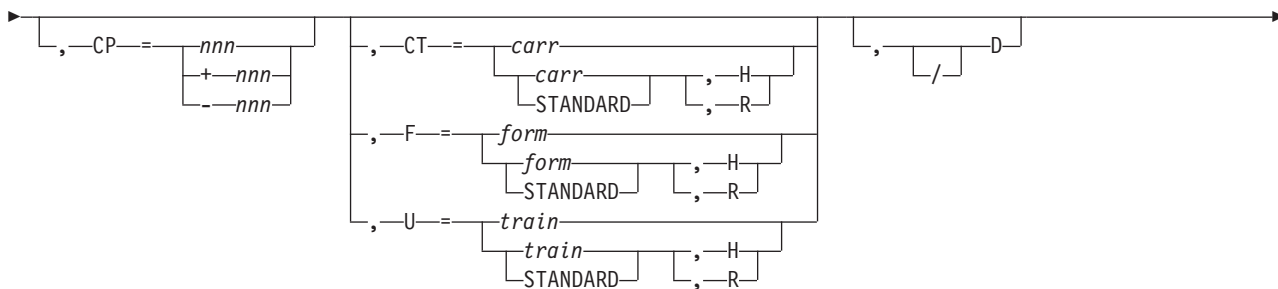 , CP = nnn , CT = carr , D
+ nnn carr , H /
- nnn STANDARD , R
, F = form
form , H
STANDARD , R
, U = train
train , H
STANDARD , R